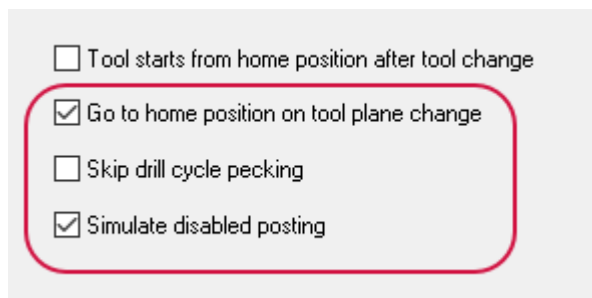 Tool starts from home position after tool change
Go to home position on tool plane change
Skip drill cycle pecking
Simulate disabled posting